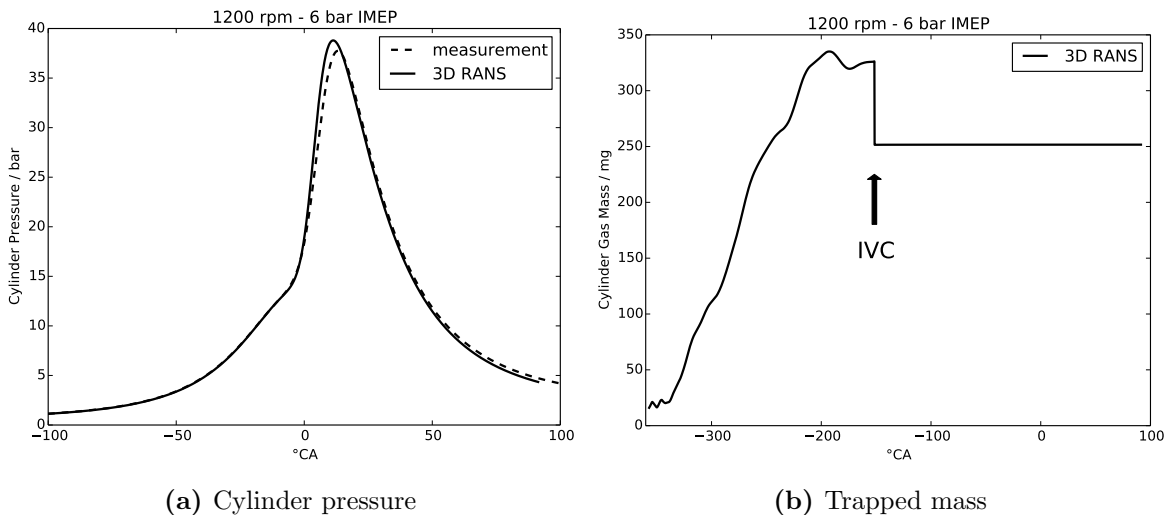 1200 rpm - 6 bar IMEP
40
35
30
25
20
15
10
5
0
Cylinder Pressure / bar
measurement
3D RANS
−100
−50
0
50
100
°CA
(a) Cylinder pressure
1200 rpm - 6 bar IMEP
350
300
250
200
150
100
50
0
Cylinder Gas Mass / mg
3D RANS
IVC
−300
−200
−100
0
100
°CA
(b) Trapped mass